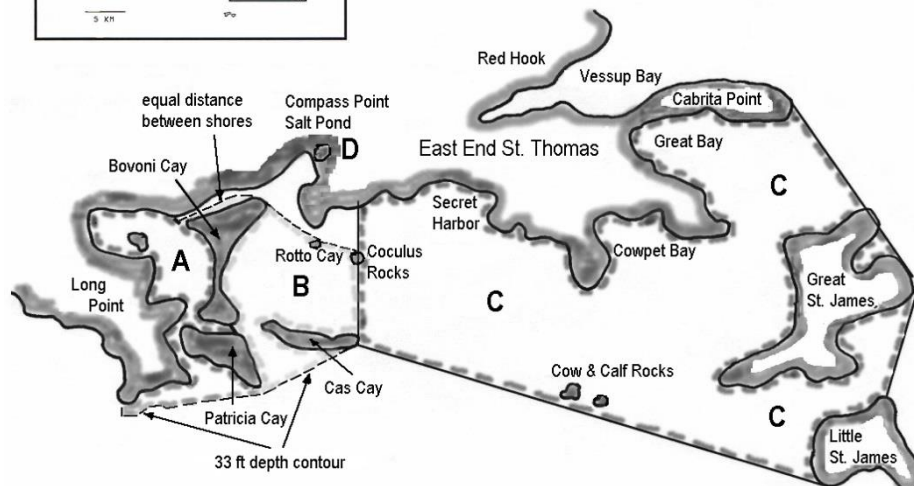 5 KM
Red Hook
Vessup Bay
Cabrita Point
equal distance
between shores
Compass Point
Salt Pond
D
East End St. Thomas
Great Bay
Bovoni Cay
C
Secret
Harbor
A
Rotto Cay
Coculus
Rocks
Cowpet Bay
Long
Point
B
C
Great
St. James
Cas Cay
Cow & Calf Rocks
Patricia Cay
C
Little
St. James
33 ft depth contour